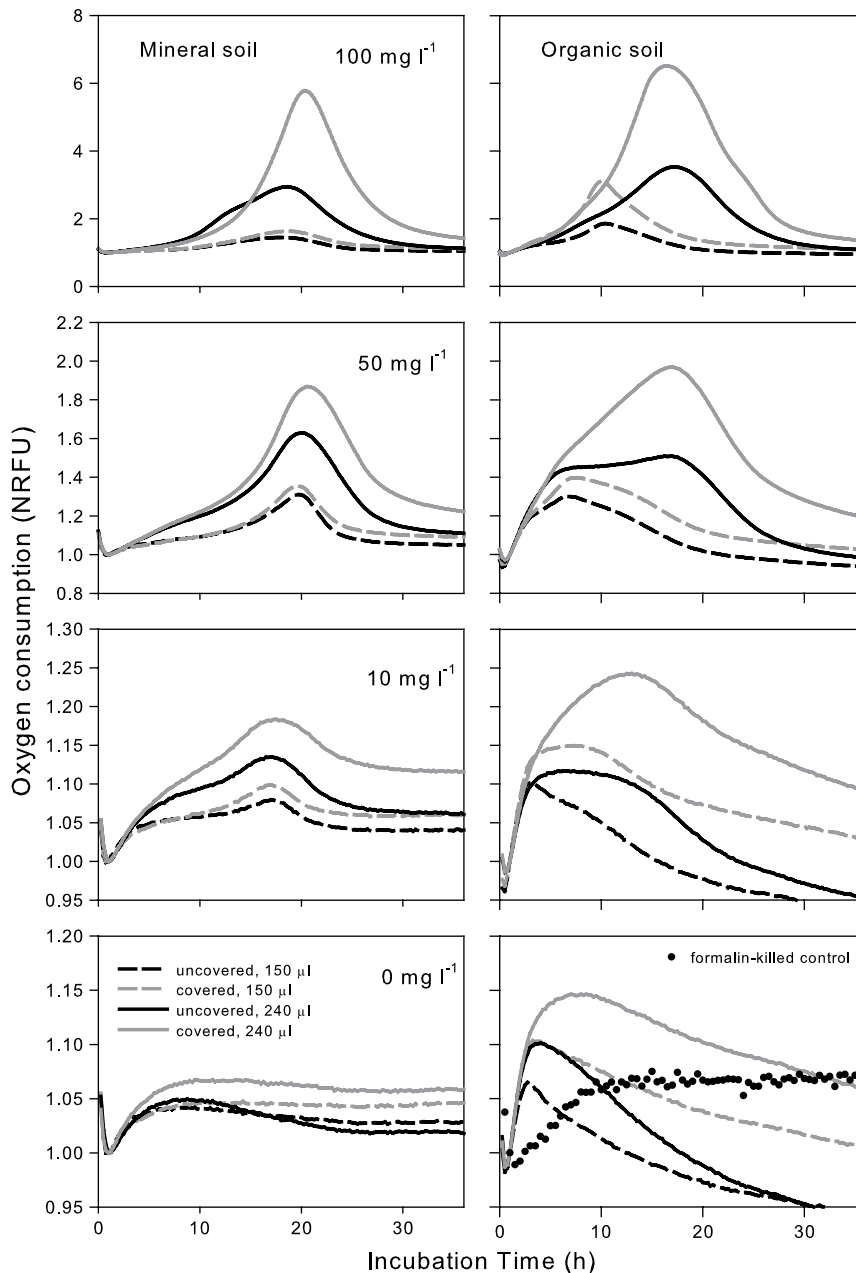 Mineral soil
100 mg l-1
Organic soil
8
6
4
2
0
50 mg l-1
2.2
2.0
1.8
1.6
1.4
1.2
1.0
0.8
10 mg l-1
1.30
1.25
1.20
1.15
1.10
1.05
1.00
0.95
0 mg l-1
1.20
1.15
1.10
1.05
1.00
0.95
uncovered, 150 µl
covered, 150 µl
uncovered, 240 µl
covered, 240 µl
formalin-killed control
0 10 20 30
0 10 20 30
Oxygen consumption (NRFU)
Incubation Time (h)